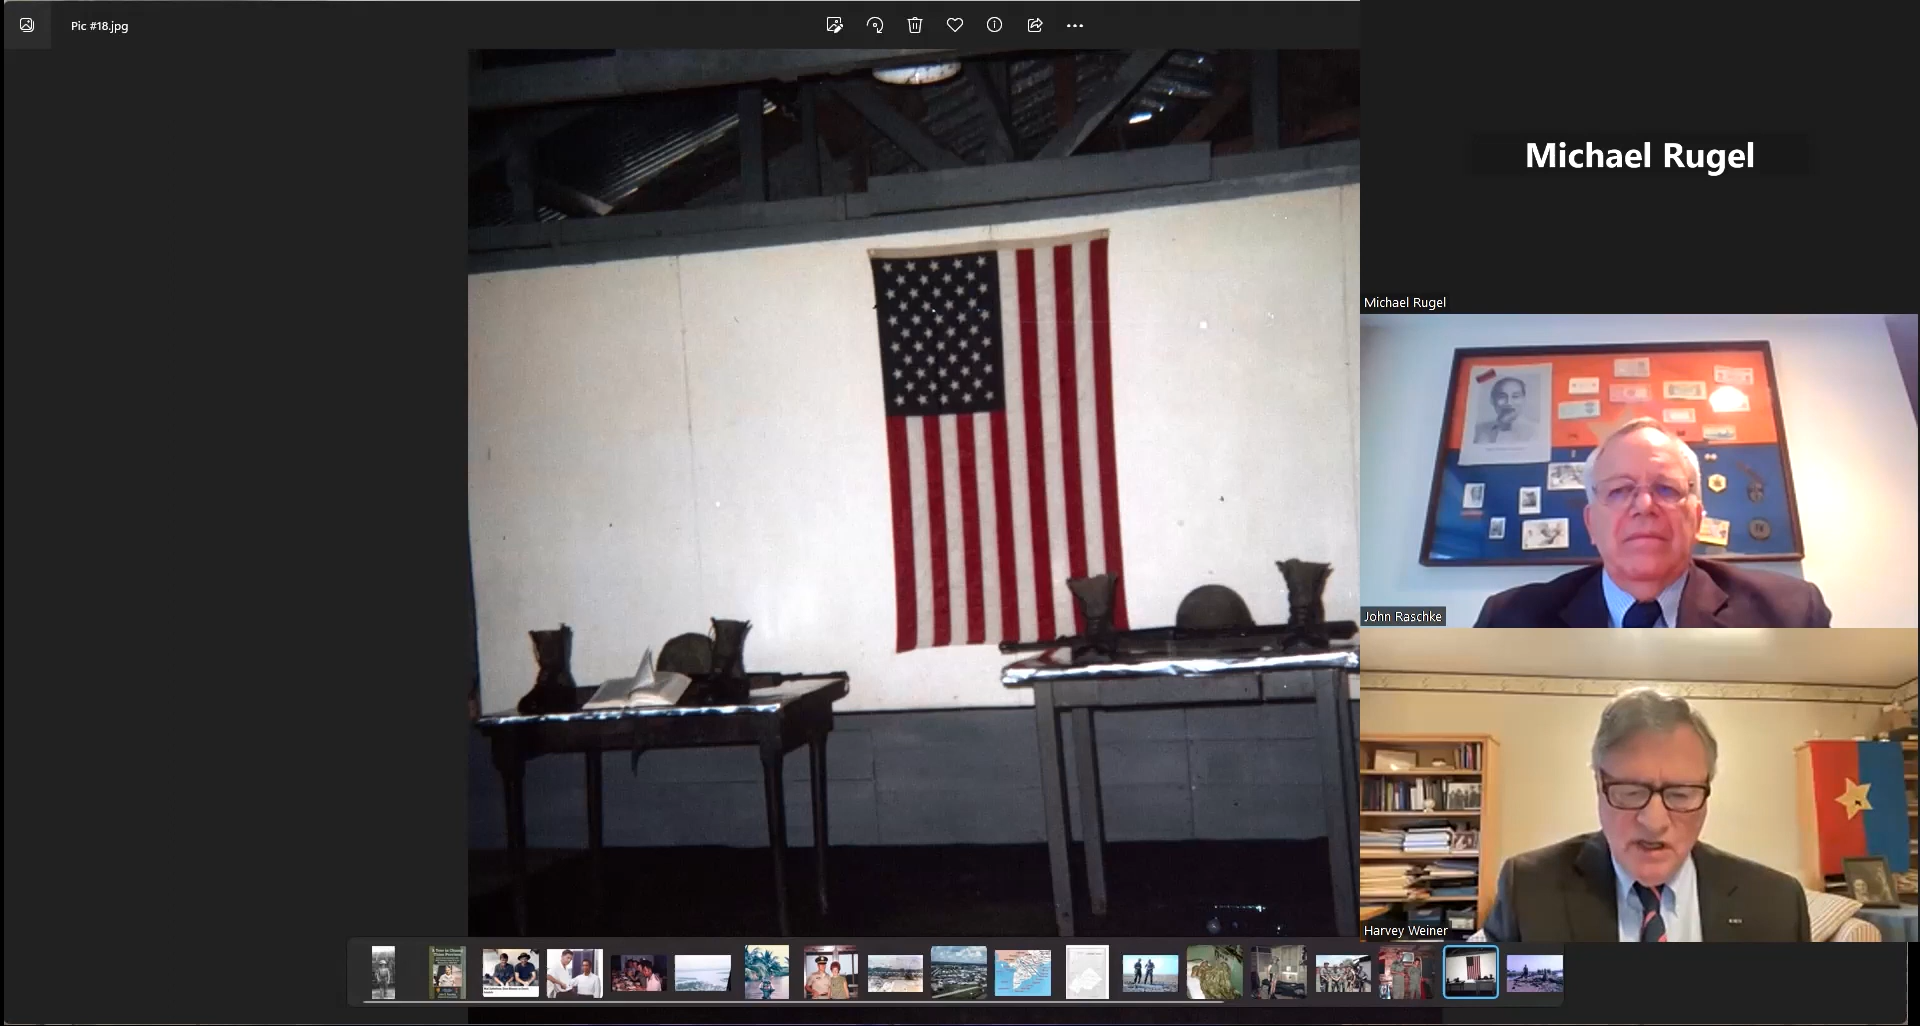 Pic #18.jpg
Michael Rugel
Michael Rugel
John Raschke
Harvey Weiner